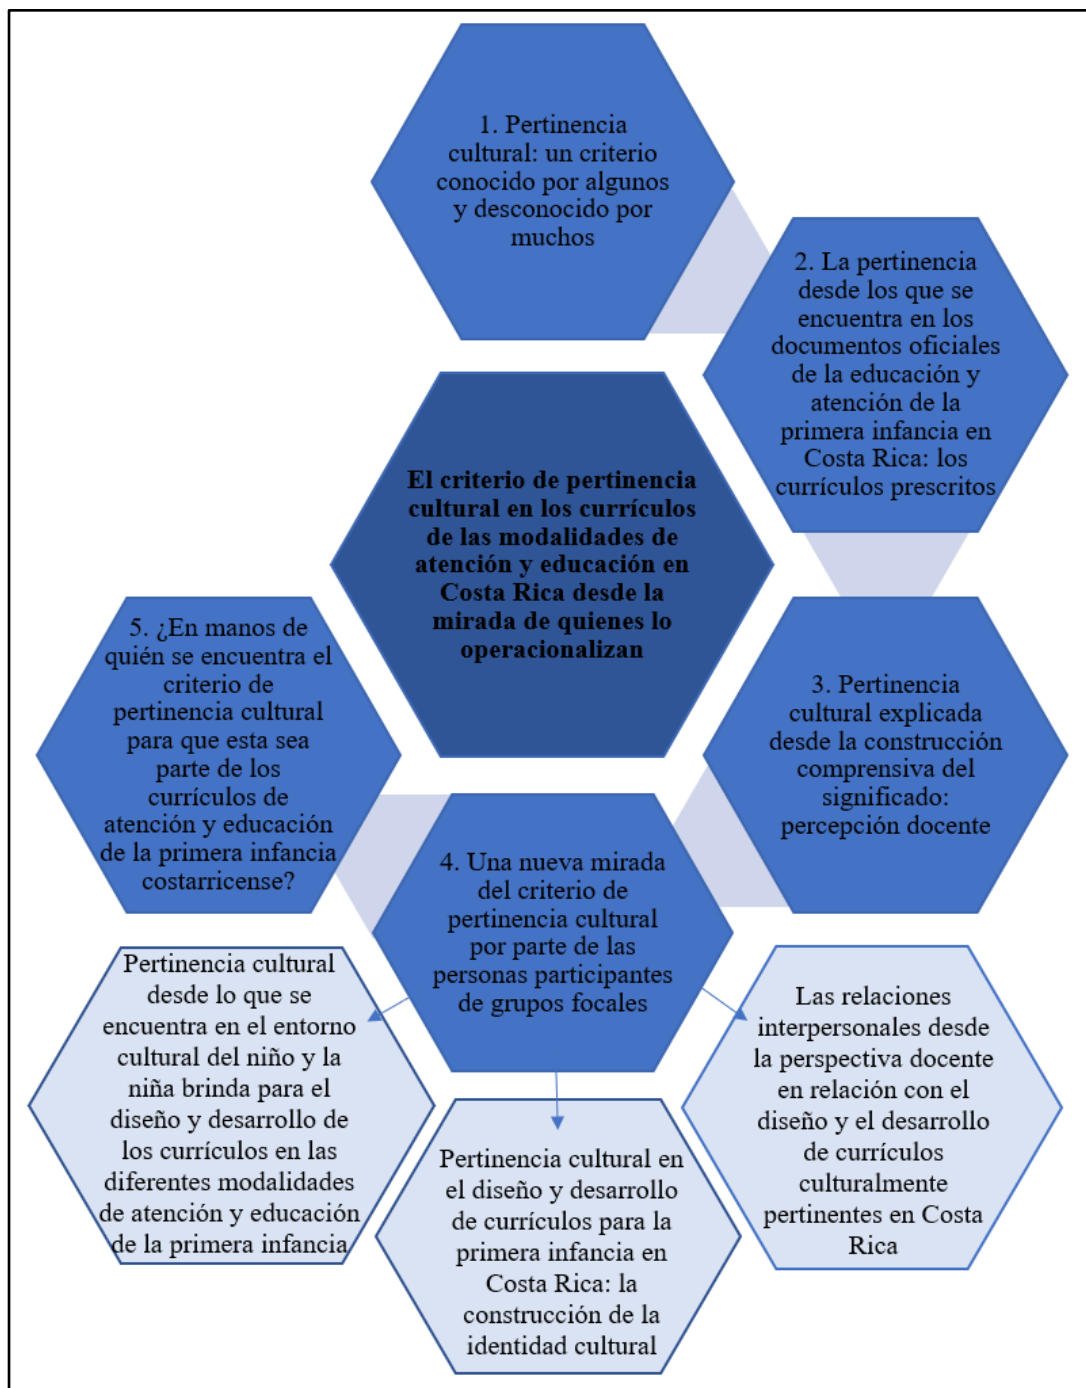 1. Pertinencia
cultural: un criterio
conocido por algunos
y desconocido por
muchos
2. La pertinencia
desde los que se
encuentra en los
documentos oficiales
de la educación y
atención de la
primera infancia en
Costa Rica: los
currículos prescritos
El criterio de pertinencia
cultural en los currículos
de las modalidades de
atención y educación en
Costa Rica desde la
mirada de quienes lo
operacionalizan
3. Pertinencia
cultural explicada
desde la construcción
comprensiva del
significado:
percepción docente
4. Una nueva mirada
del criterio de
pertinencia cultural
por parte de las
personas participantes
de grupos focales
5. ¿En manos de
quién se encuentra el
criterio de
pertinencia cultural
para que esta sea
parte de los
currículos de
atención y educación
de la primera infancia
costarricense?
Pertinencia cultural
desde lo que se
encuentra en el entorno
cultural del niño y la
niña brinda para el
diseño y desarrollo de
los currículos en las
diferentes modalidades
de atención y educación
de la primera infancia
Pertinencia cultural en
el diseño y desarrollo
de currículos para la
primera infancia en
Costa Rica: la
construcción de la
identidad cultural
Las relaciones
interpersonales desde
la perspectiva docente
en relación con el
diseño y el desarrollo
de currículos
culturalmente
pertinentes en Costa
Rica